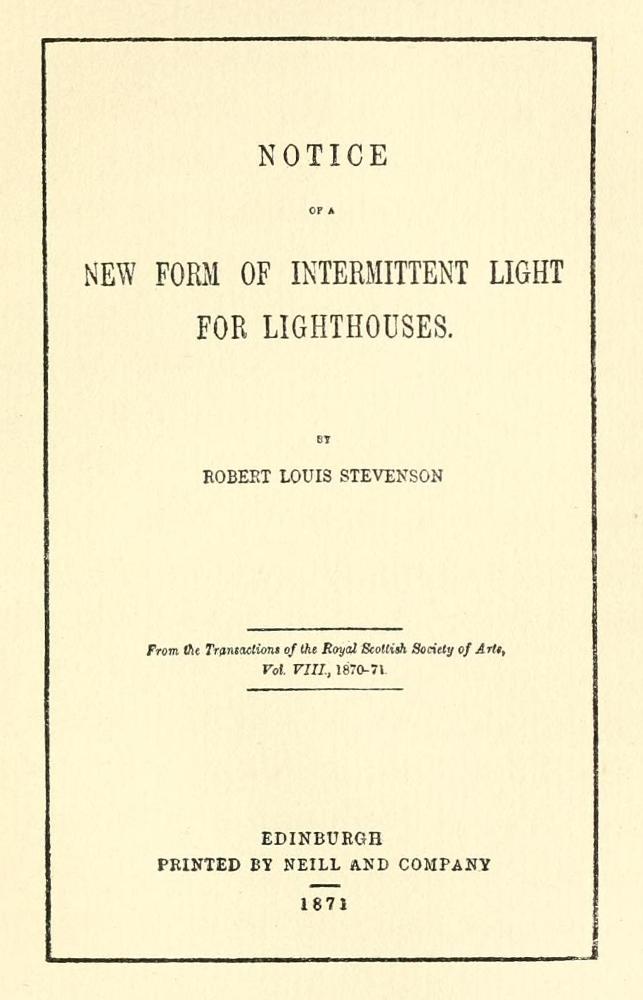 NOTICE
OF A
NEW FORM OF INTERMITTENT LIGHT
FOR LIGHTHOUSES.
BY
ROBERT LOUIS STEVENSON
From the Transactions of the Royal Scottish Society of Arts,
Vol. VIII., 1870-71.
EDINBURGH
PRINTED BY NEILL AND COMPANY
1871